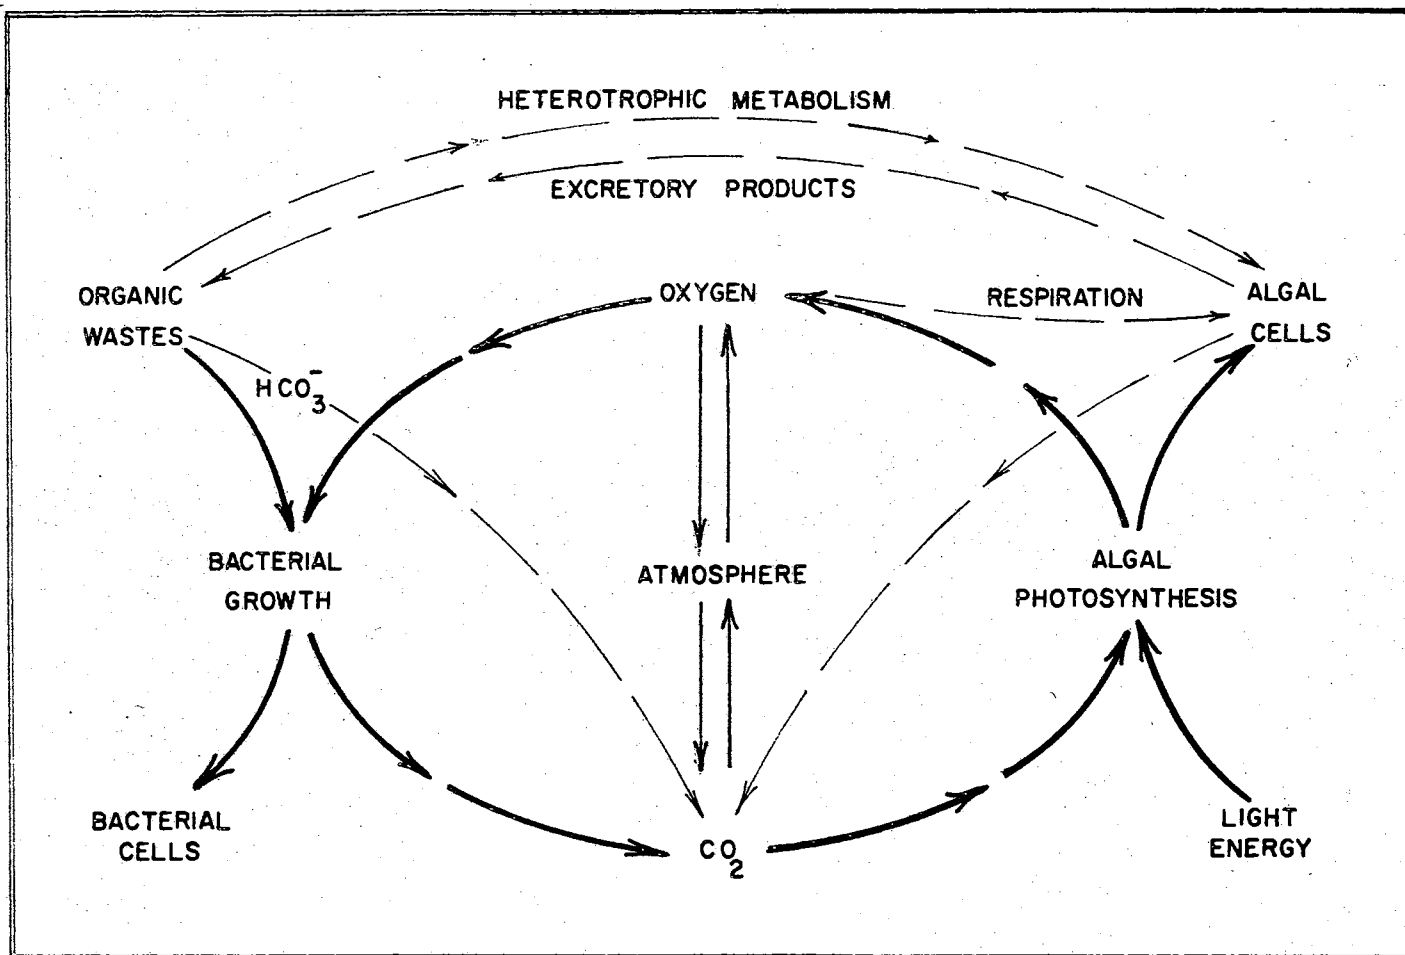 HETEROTROPHIC METABOLISM
EXCRETORY PRODUCTS
ORGANIC
WASTES
OXYGEN
RESPIRATION
ALGAL
CELLS
HCO₃⁻
BACTERIAL
GROWTH
ATMOSPHERE
ALGAL
PHOTOSYNTHESIS
BACTERIAL
CELLS
CO₂
LIGHT
ENERGY